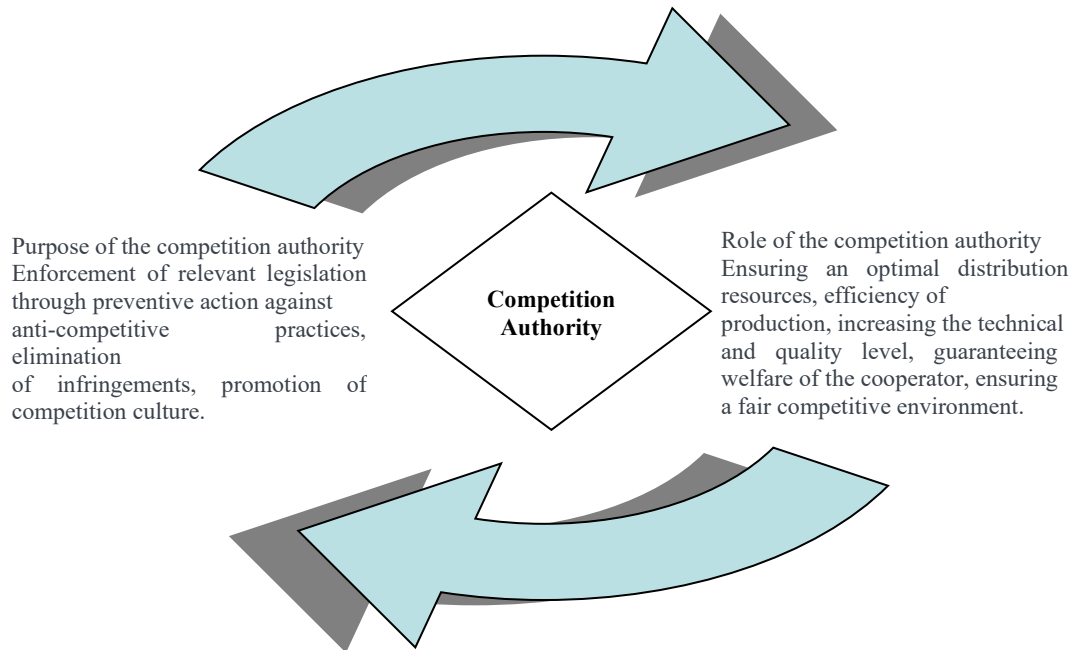 Purpose of the competition authority
Enforcement of relevant legislation
through preventive action against
anti-competitive practices,
elimination
of infringements, promotion of
competition culture.
Competition
Authority
Role of the competition authority
Ensuring an optimal distribution
resources, efficiency of
production, increasing the technical
and quality level, guaranteeing
welfare of the cooperator, ensuring
a fair competitive environment.